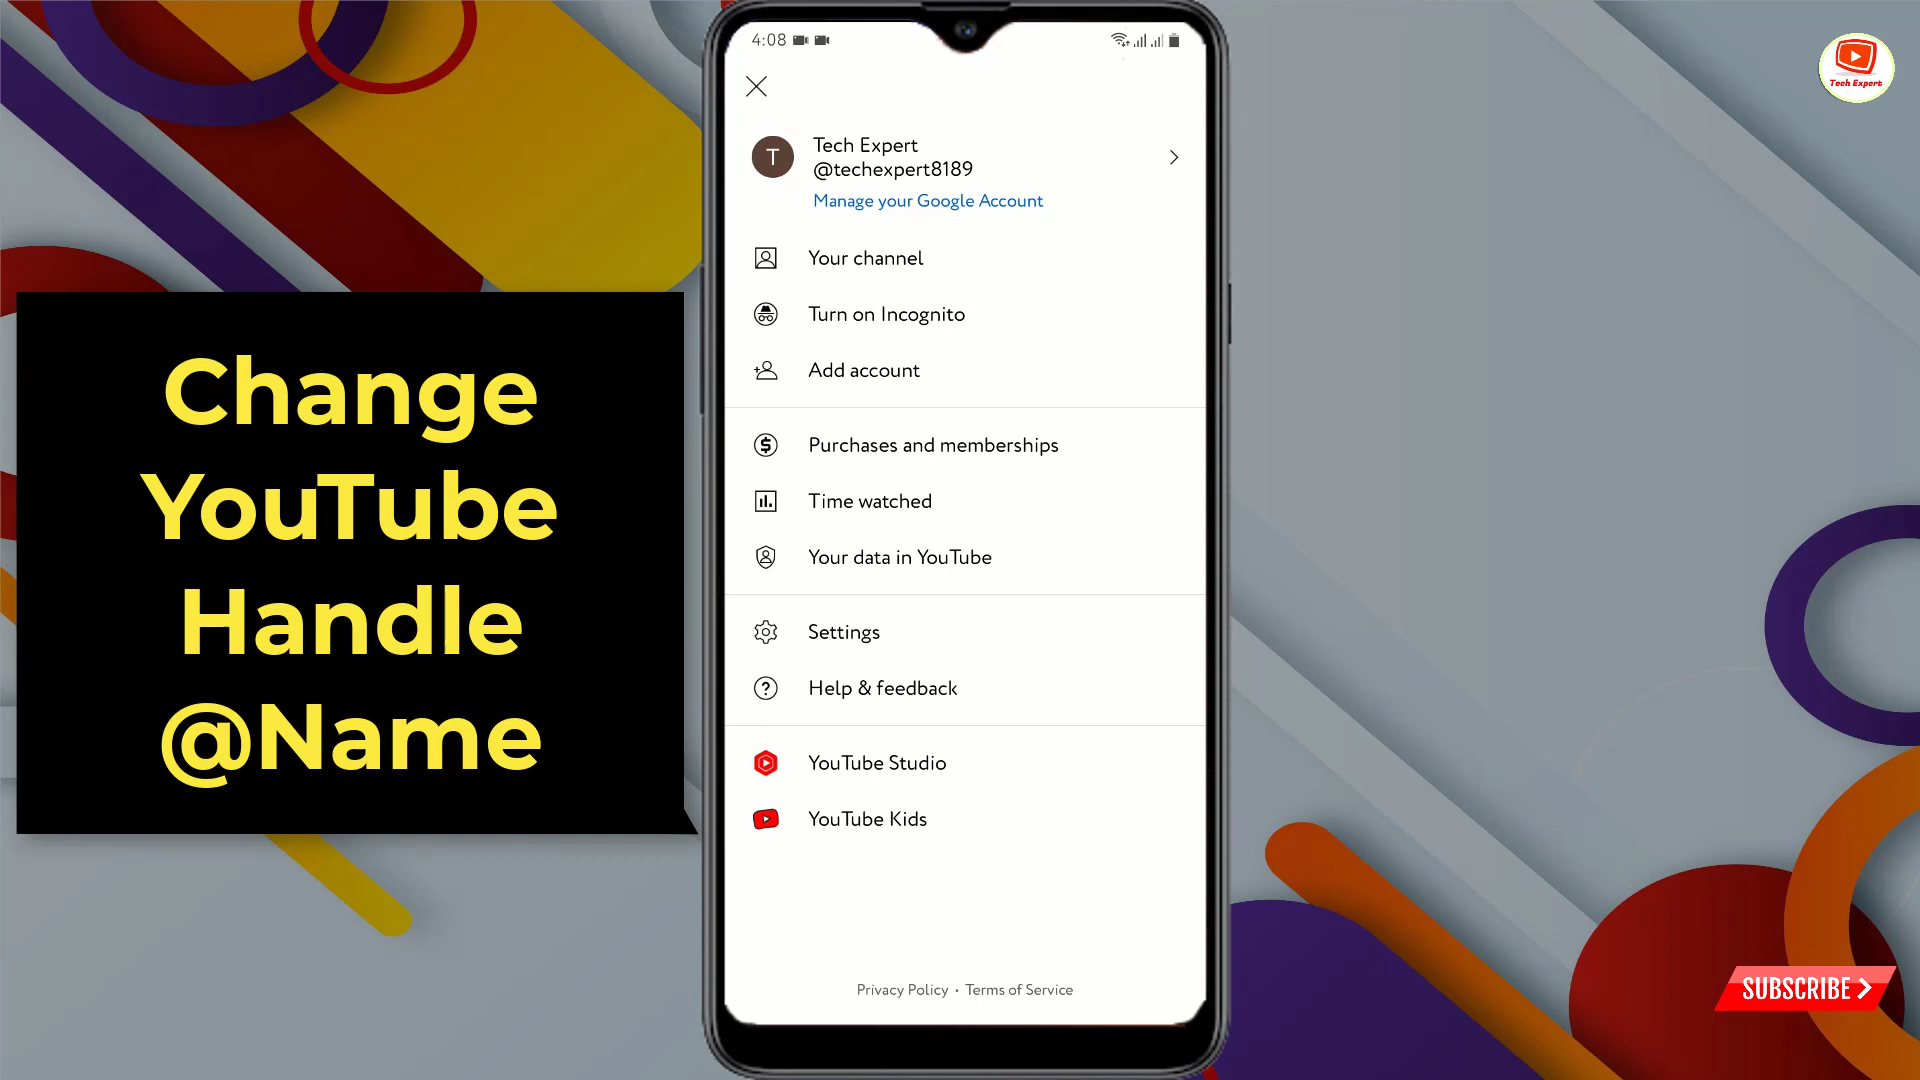 Change
YouTube
Handle
@Name
4:08
Tech Expert
@techexpert8189
Manage your Google Account
T
Your channel
Turn on Incognito
Add account
Purchases and memberships
Time watched
Your data in YouTube
Settings
Help & feedback
YouTube Studio
YouTube Kids
Privacy Policy • Terms of Service
Tech Expert
SUBSCRIBE